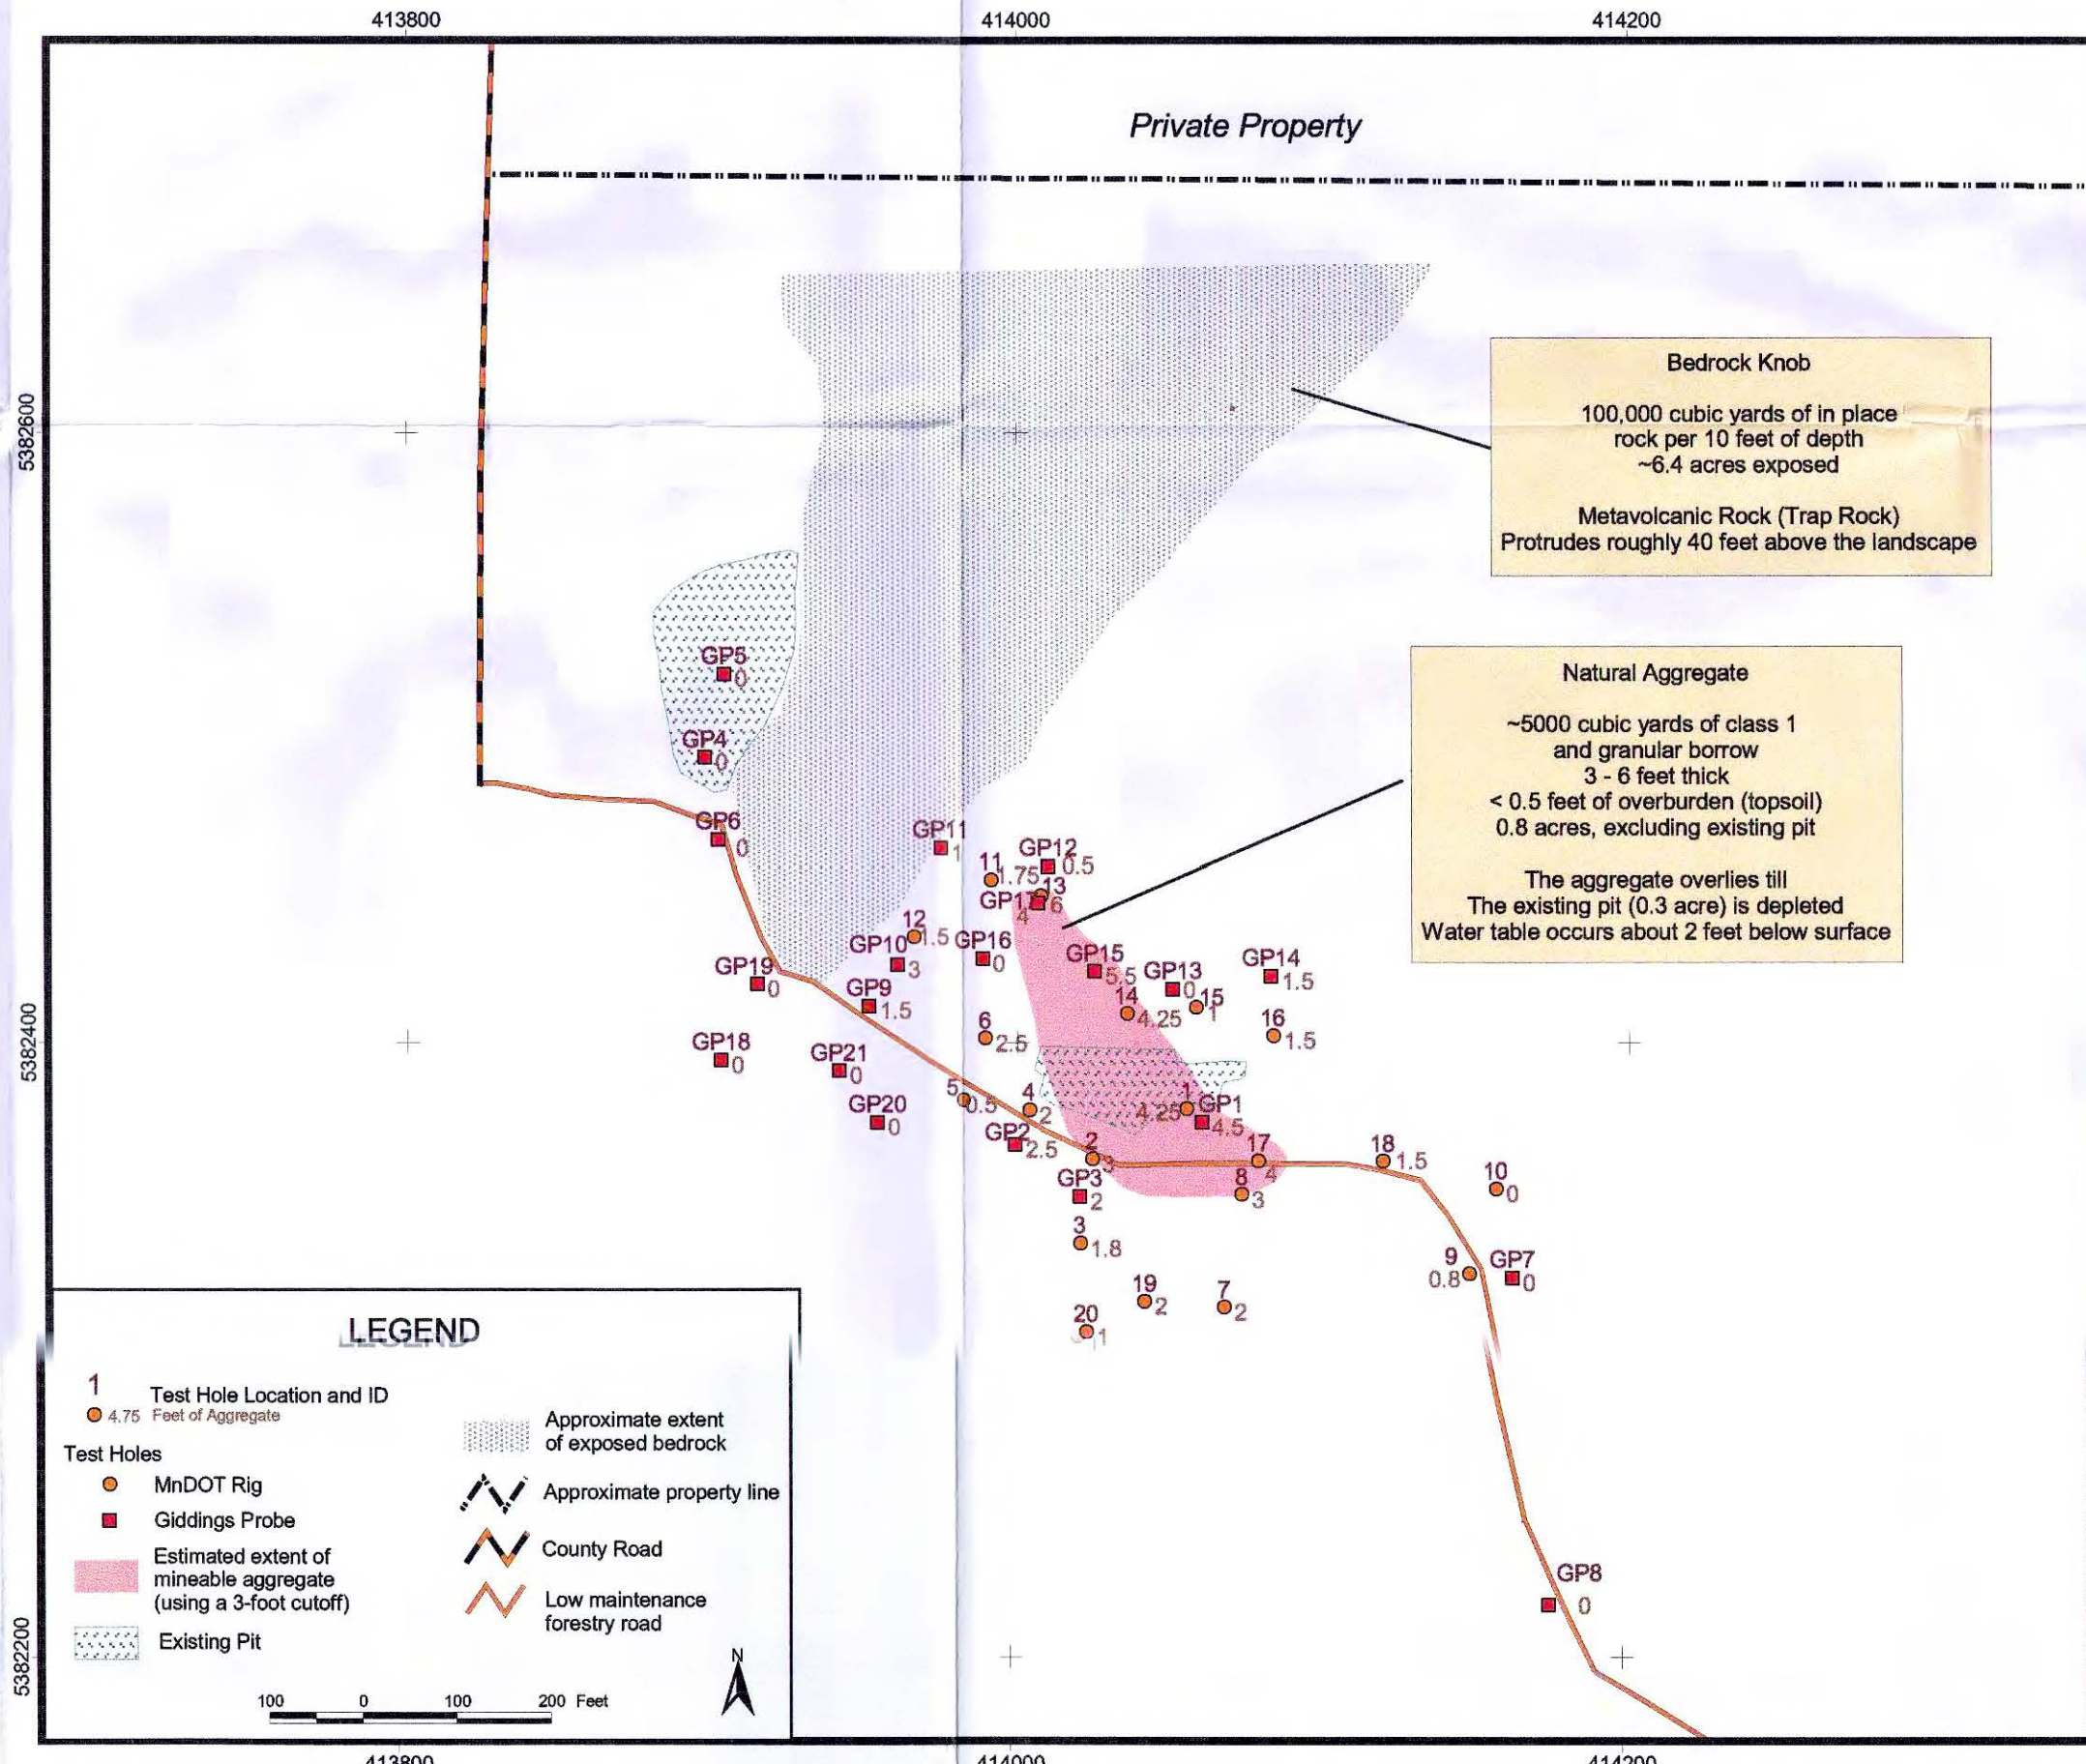 413800
414000
414200
Private Property
5382600
5382400
5382200
Bedrock Knob
100,000 cubic yards of in place
rock per 10 feet of depth
~6.4 acres exposed
Metavolcanic Rock (Trap Rock)
Protrudes roughly 40 feet above the landscape
Natural Aggregate
~5000 cubic yards of class 1
and granular borrow
3 - 6 feet thick
< 0.5 feet of overburden (topsoil)
0.8 acres, excluding existing pit
The aggregate overlies till
The existing pit (0.3 acre) is depleted
Water table occurs about 2 feet below surface
GP5
0
GP4
0
GP6
0
GP11
1
GP12
0.5
11
1.75
13
6
GP17
4
12
1.5
GP10
3
GP16
0
GP15
5.5
GP13
0
GP14
1.5
GP19
0
GP9
1.5
14
4.25
15
1
16
1.5
6
2.5
GP18
0
GP21
0
GP20
0
5
0.5
4
2
1
4.25
GP1
4.5
GP2
2.5
2
3
17
4
18
1.5
10
0
GP3
2
8
3
3
1.8
9
0.8
GP7
0
19
2
7
2
20
1
GP8
0
LEGEND
1
Test Hole Location and ID
4.75 Feet of Aggregate
Test Holes
MnDOT Rig
Giddings Probe
Estimated extent of
mineable aggregate
(using a 3-foot cutoff)
Existing Pit
Approximate extent
of exposed bedrock
Approximate property line
County Road
Low maintenance
forestry road
N
100 0 100 200 Feet
413800
414000
414200